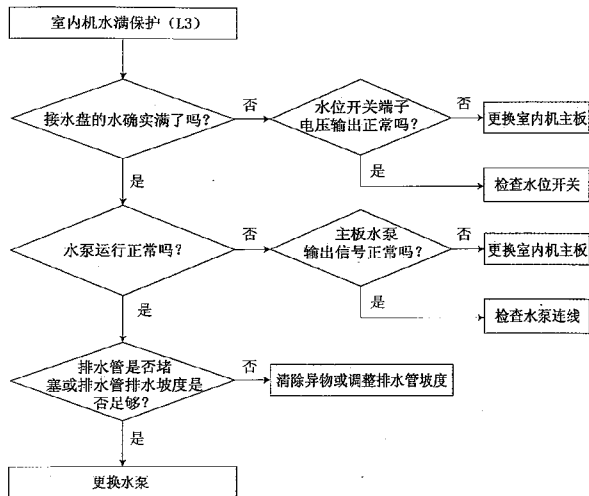 室内机水满保护（L3）
接水盘的水确实满了吗？
否
水位开关端子
电压输出正常吗？
否
更换室内机主板
是
检查水位开关
是
水泵运行正常吗？
否
主板水泵
输出信号正常吗？
否
更换室内机主板
是
检查水泵连线
是
排水管是否堵
塞或排水管排水坡度是
否足够？
否
清除异物或调整排水管坡度
是
更换水泵